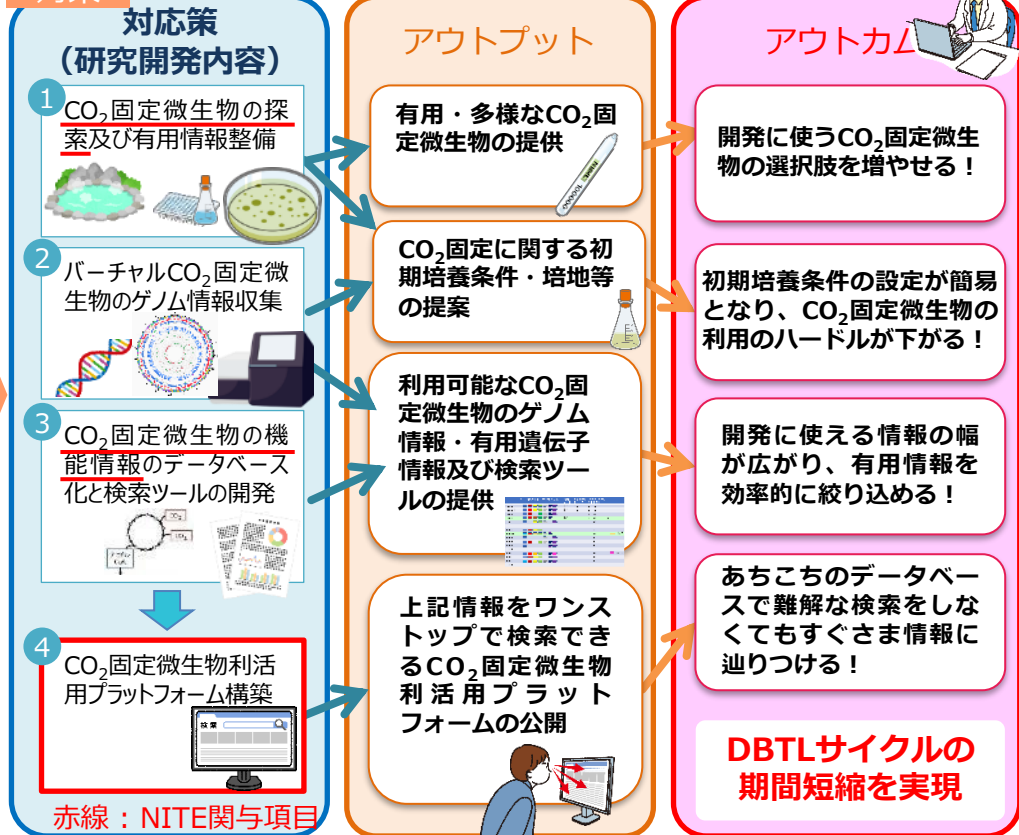 対応策
（研究開発内容）
1
CO2固定微生物の探
索及び有用情報整備
2
バーチャルCO2固定微
生物のゲノム情報収集
3
CO2固定微生物の機
能情報のデータベース
化と検索ツールの開発
4
CO2固定微生物利活
用プラットフォーム構築
検索
赤線：NITE関与項目
アウトプット
有用・多様なCO2固
定微生物の提供
CO2固定に関する初
期培養条件・培地等
の提案
利用可能なCO2固
定微生物のゲノム
情報・有用遺伝子
情報及び検索ツー
ルの提供
上記情報をワンス
トップで検索でき
るCO2固定微生物
利活用プラット
フォームの公開
アウトカム
開発に使うCO2固定微生
物の選択肢を増やせる！
初期培養条件の設定が簡易
となり、CO2固定微生物の
利用のハードルが下がる！
開発に使える情報の幅
が広がり、有用情報を
効率的に絞り込める！
あちこちのデータベー
スで難解な検索をしな
くてもすぐさま情報に
辿りつける！
DBTLサイクルの
期間短縮を実現